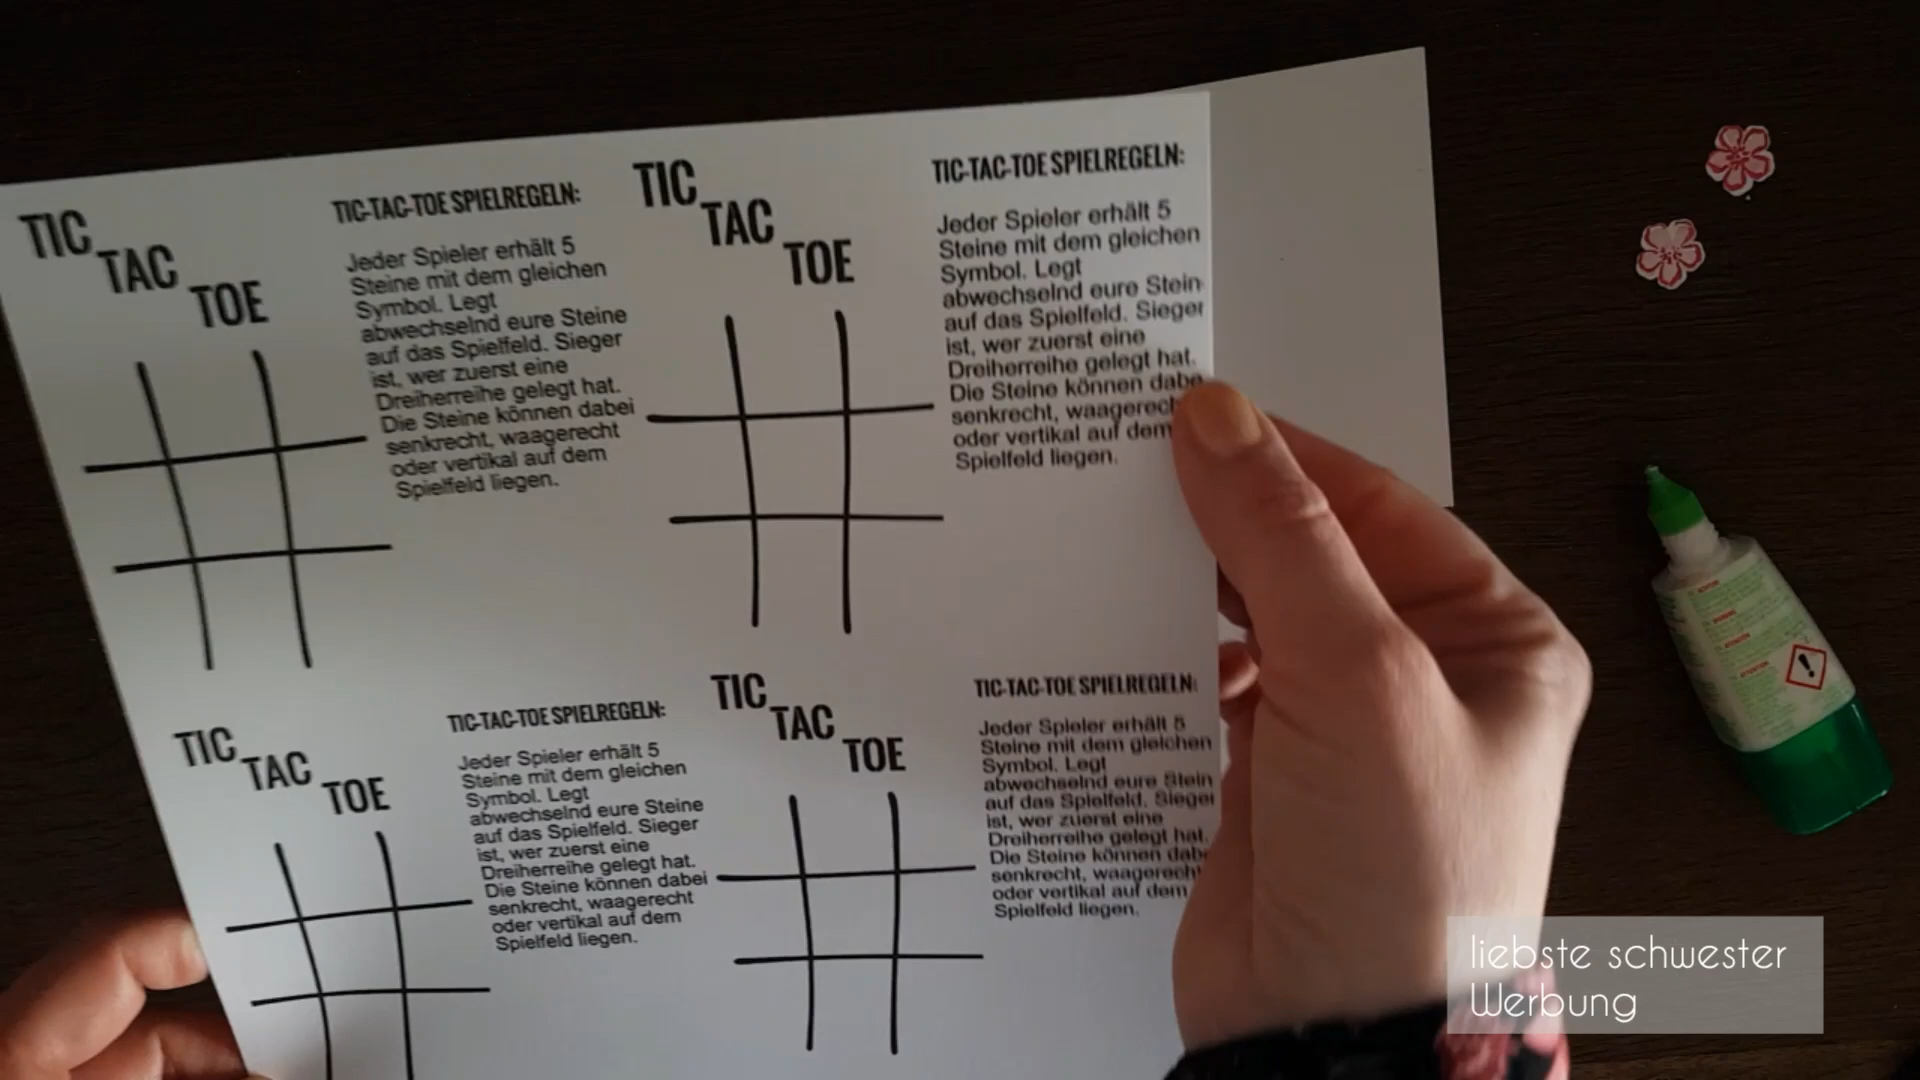 TIC
TAC
TOE
TIC-TAC-TOE SPIELREGELN:
Jeder Spieler erhält 5
Steine mit dem gleichen
Symbol. Legt
abwechselnd eure Steine
auf das Spielfeld. Sieger
ist, wer zuerst eine
Dreiherreihe gelegt hat.
Die Steine können dabei
senkrecht, waagerecht
oder vertikal auf dem
Spielfeld liegen.
TIC
TAC
TOE
TIC-TAC-TOE SPIELREGELN:
Jeder Spieler erhält 5
Steine mit dem gleichen
Symbol. Legt
abwechselnd eure Stein
auf das Spielfeld. Sieger
ist, wer zuerst eine
Dreiherreihe gelegt hat.
Die Steine können dabe
senkrecht, waagerech
oder vertikal auf dem
Spielfeld liegen.
TIC
TAC
TOE
TIC-TAC-TOE SPIELREGELN:
Jeder Spieler erhält 5
Steine mit dem gleichen
Symbol. Legt
abwechselnd eure Steine
auf das Spielfeld. Sieger
ist, wer zuerst eine
Dreiherreihe gelegt hat.
Die Steine können dabei
senkrecht, waagerecht
oder vertikal auf dem
Spielfeld liegen.
TIC
TAC
TOE
TIC-TAC-TOE SPIELREGELN:
Jeder Spieler erhält 5
Steine mit dem gleichen
Symbol. Legt
abwechselnd eure Stein
auf das Spielfeld. Sieger
ist, wer zuerst eine
Dreiherreihe gelegt hat.
Die Steine können dabe
senkrecht, waagerech
oder vertikal auf dem
Spielfeld liegen.
liebste schwester
Werbung